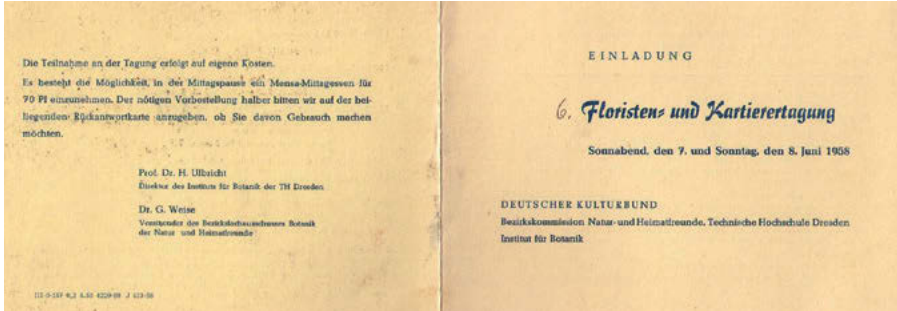 Die Teilnahme an der Tagung erfolgt auf eigene Kosten.
Es besteht die Möglichkeit, in der Mittagspause ein Mensa-Mittagessen für
70 Pf einzunehmen. Der nötigen Vorbestellung halber bitten wir auf der bei-
liegenden Rückantwortkarte anzugeben, ob Sie davon Gebrauch machen
möchten.
Prof. Dr. H. Ulbricht
Direktor des Instituts für Botanik der TH Dresden
Dr. G. Weise
Vorsitzender des Bezirksfachausschusses Botanik
der Natur- und Heimatfreunde
EINLADUNG
6. Floristen- und Kartierertagung
Sonnabend, den 7. und Sonntag, den 8. Juni 1958
DEUTSCHER KULTURBUND
Bezirkskommission Natur- und Heimatfreunde, Technische Hochschule Dresden
Institut für Botanik